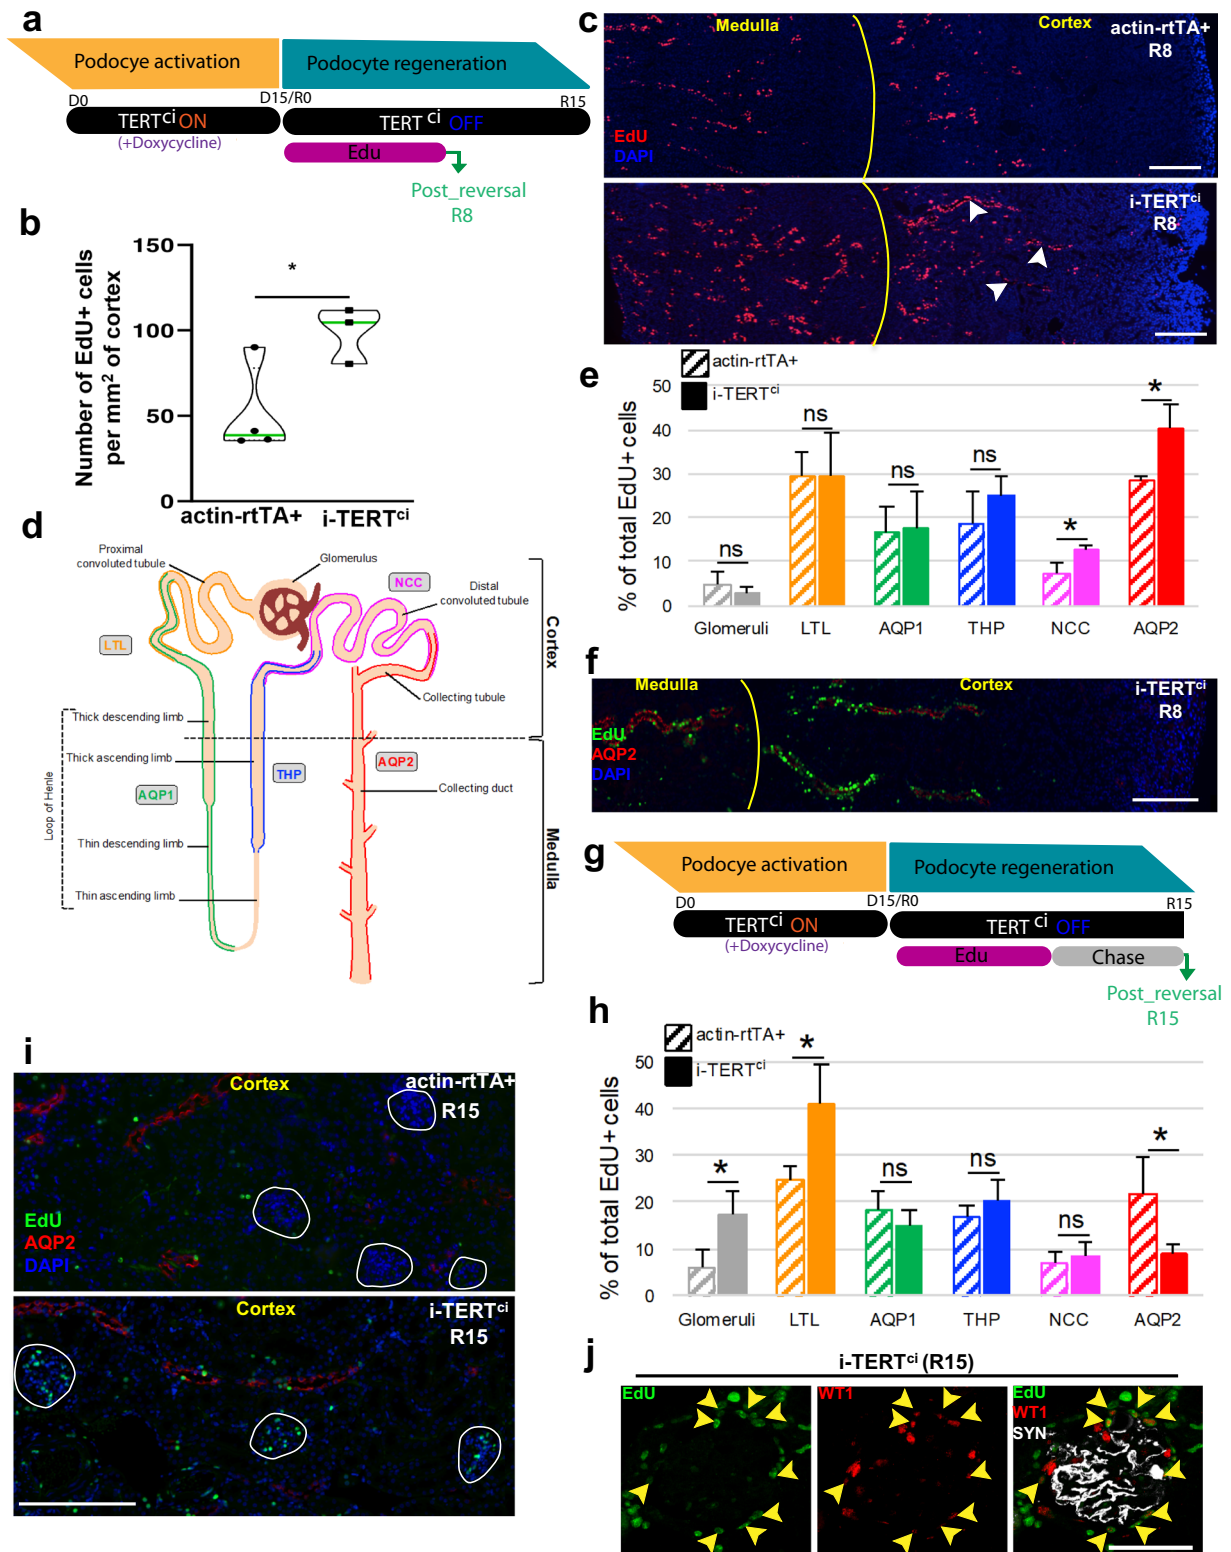 a
Podocye activation
Podocyte regeneration
D0
D15/R0
R15
TERTci ON
TERT ci OFF
(+Doxycycline)
Edu
Post_reversal
R8
b
Number of EdU+ cells
per mm2 of cortex
150
100
50
0
*
actin-rtTA+
i-TERTci
c
Medulla
Cortex
actin-rtTA+
R8
EdU
DAPI
i-TERTci
R8
d
Proximal
convoluted tubule
Glomerulus
NCC
Distal
convoluted tubule
LTL
Cortex
Collecting tubule
Thick descending limb
Thick ascending limb
THP
AQP2
AQP1
Collecting duct
Loop of Henle
Thin descending limb
Medulla
Thin ascending limb
e
actin-rtTA+
i-TERTci
% of total EdU+ cells
50
40
30
20
10
0
ns
ns
ns
ns
*
*
Glomeruli
LTL
AQP1
THP
NCC
AQP2
f
Medulla
Cortex
i-TERTci
R8
EdU
AQP2
DAPI
g
Podocye activation
Podocyte regeneration
D0
D15/R0
R15
TERTci ON
TERT ci OFF
(+Doxycycline)
Edu
Chase
Post_reversal
R15
h
actin-rtTA+
i-TERTci
% of total EdU+ cells
50
40
30
20
10
0
*
*
ns
ns
ns
*
Glomeruli
LTL
AQP1
THP
NCC
AQP2
i
Cortex
actin-rtTA+
R15
EdU
AQP2
DAPI
Cortex
i-TERTci
R15
j
i-TERTci (R15)
EdU
WT1
EdU
WT1
SYN